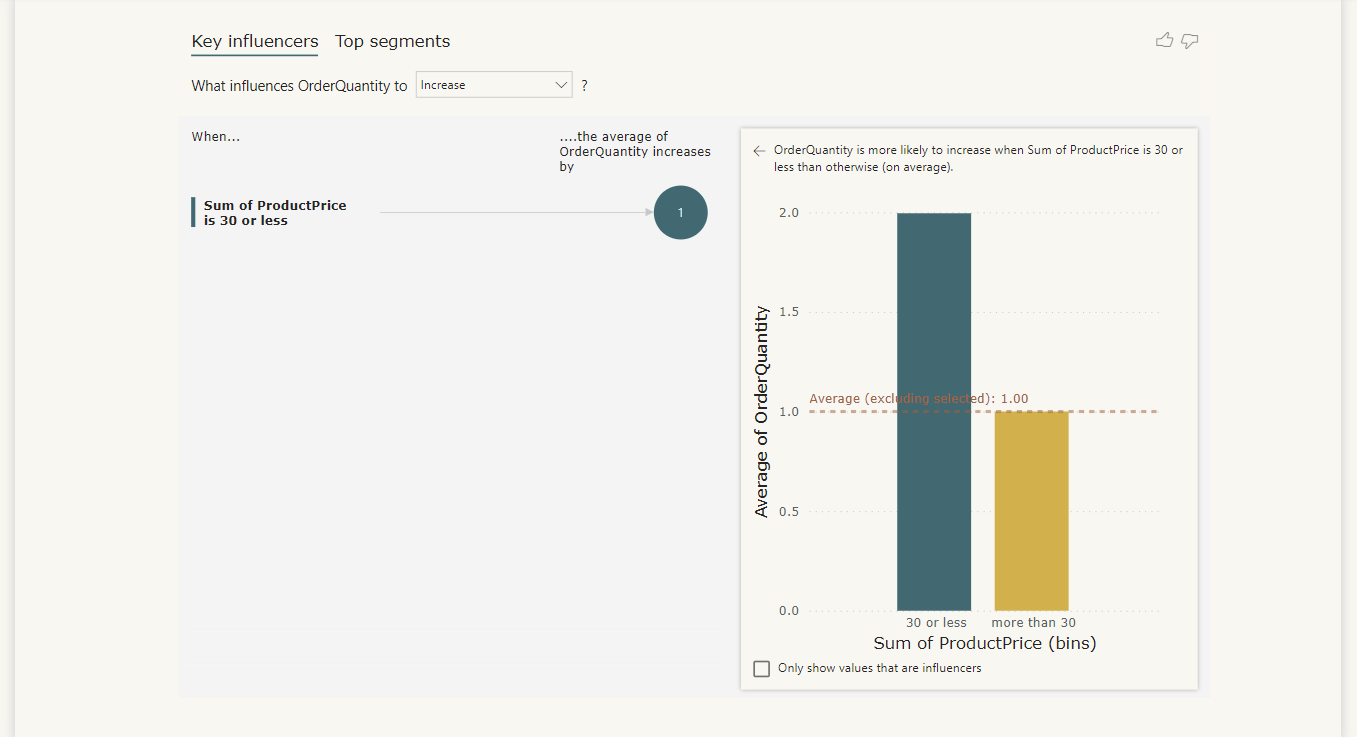 Key influencers Top segments
What influences OrderQuantity to Increase ?
When...
....the average of
OrderQuantity increases
by
Sum of ProductPrice
is 30 or less
1
OrderQuantity is more likely to increase when Sum of ProductPrice is 30 or
less than otherwise (on average).
2.0
1.5
Average (excluding selected): 1.00
1.0
0.5
0.0
Average of OrderQuantity
30 or less more than 30
Sum of ProductPrice (bins)
Only show values that are influencers